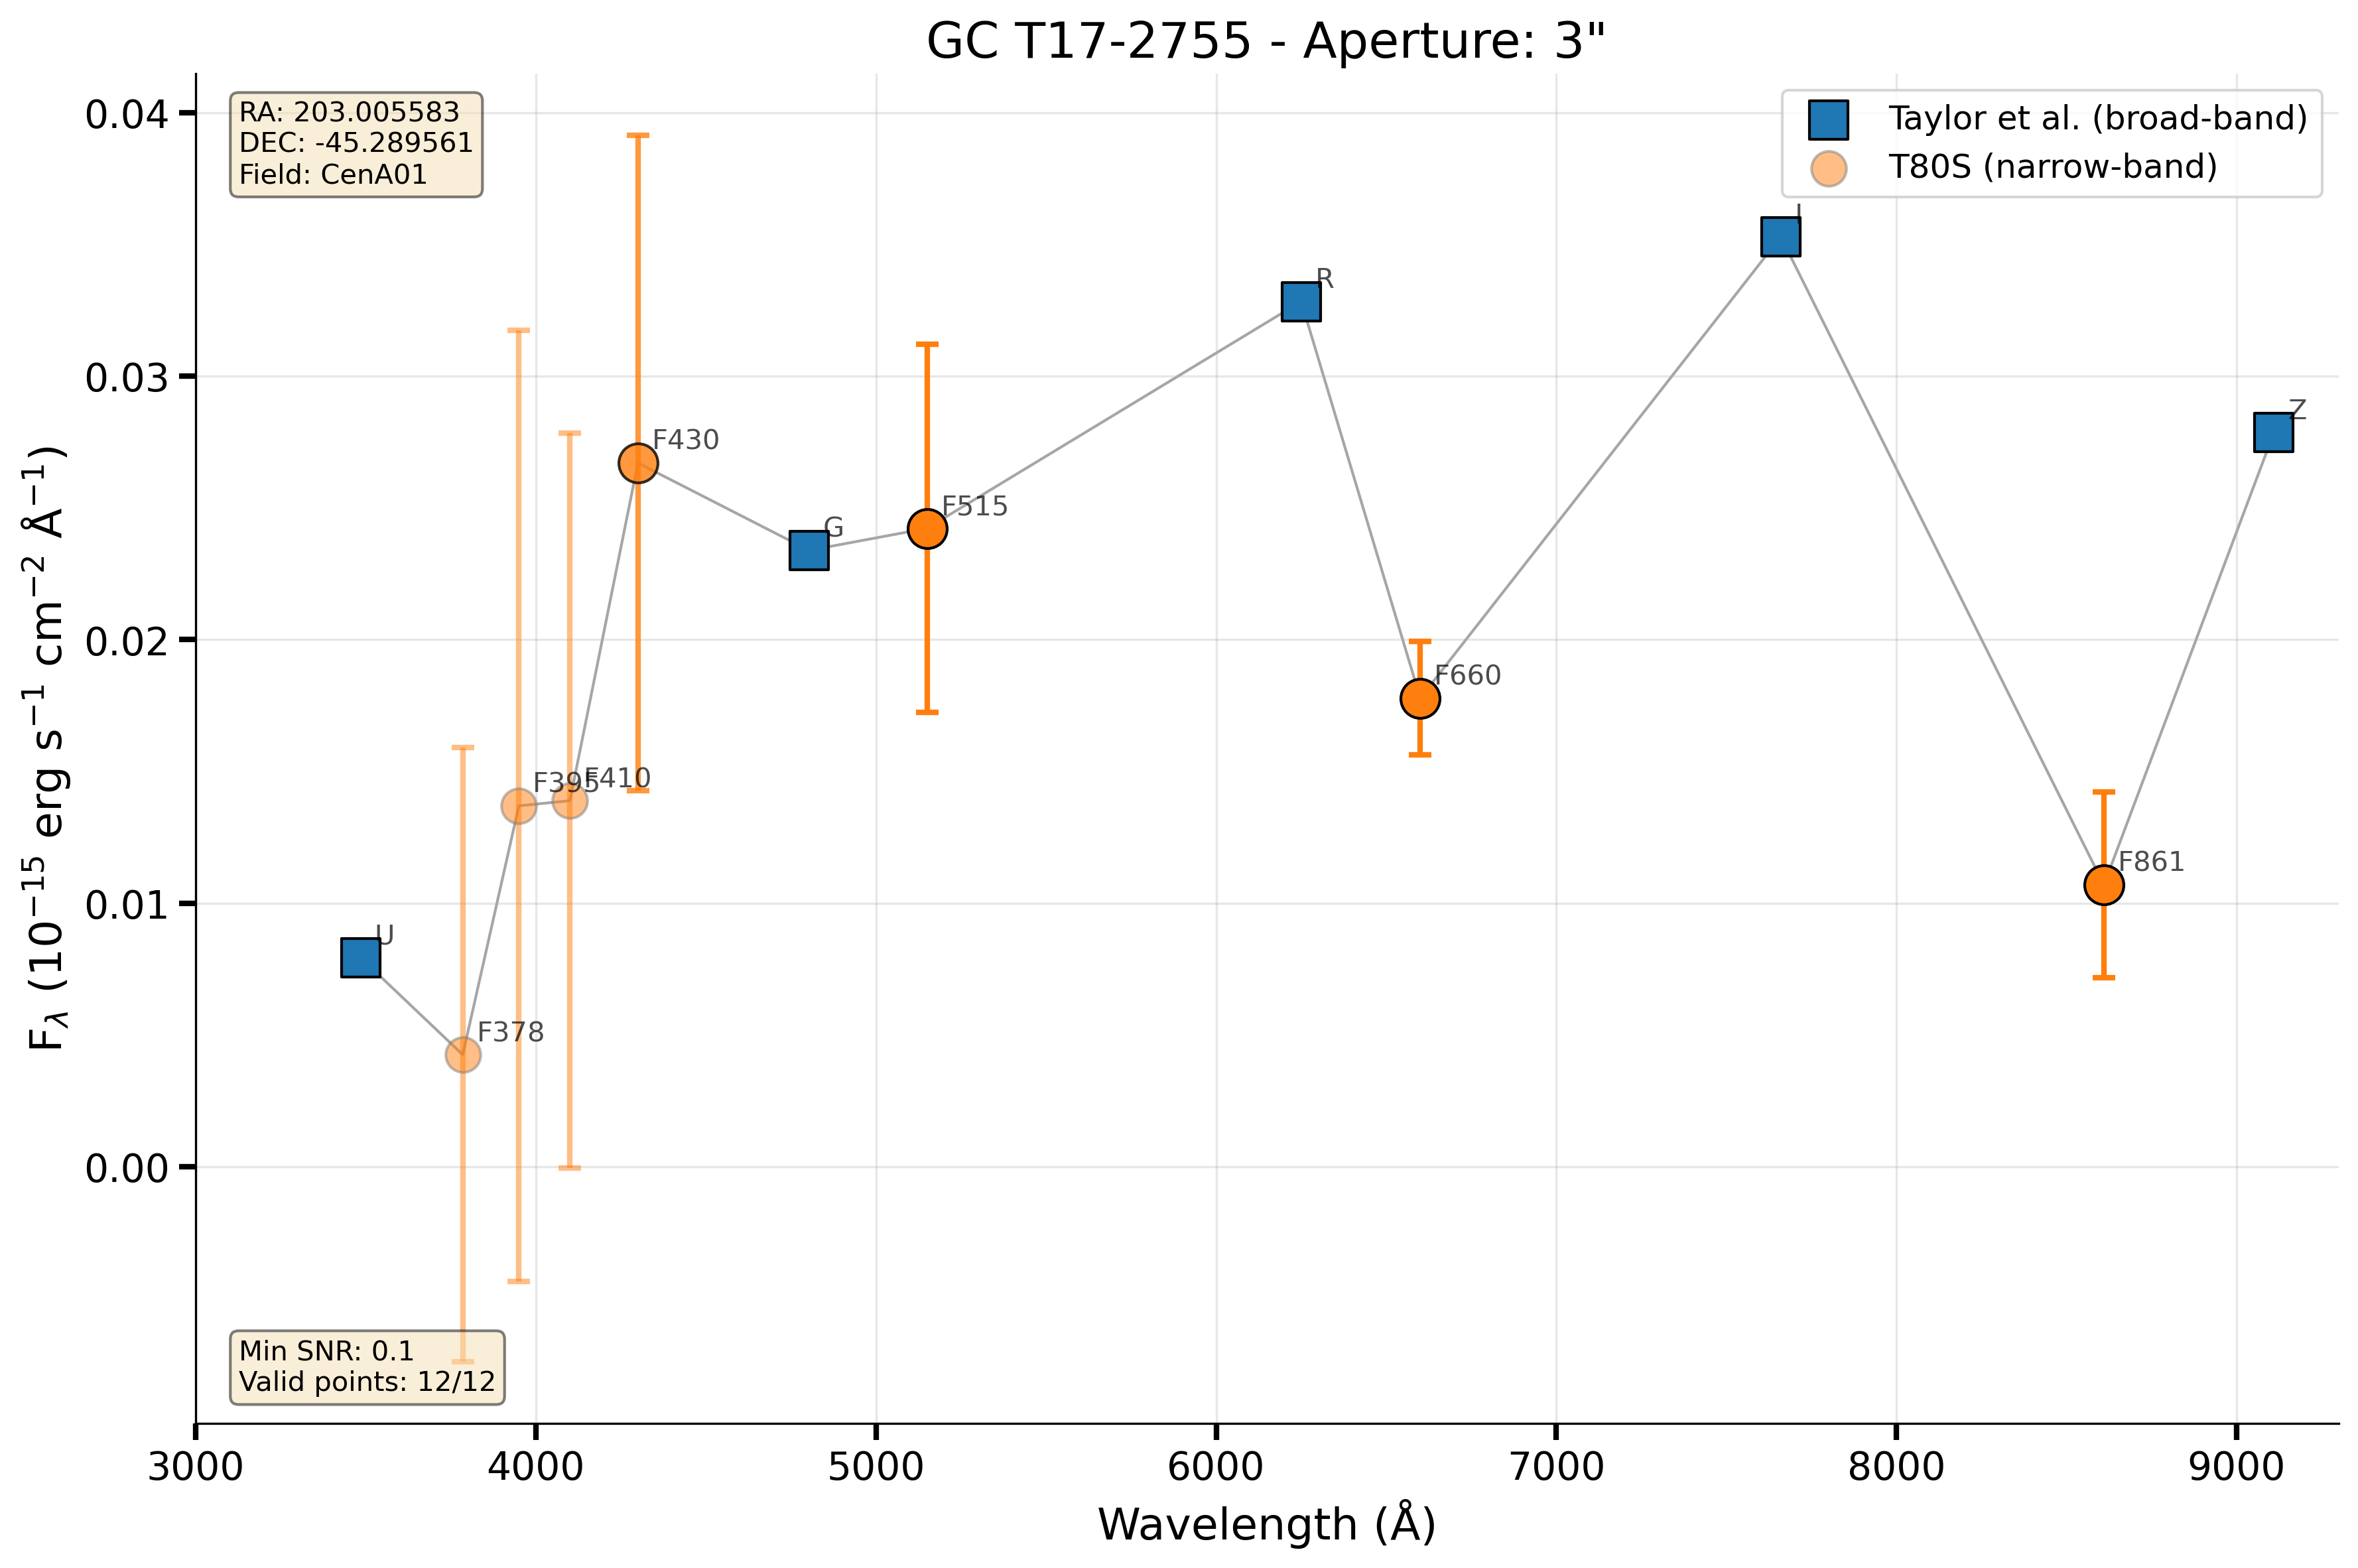 GC T17-2755 - Aperture: 3"
RA: 203.005583
DEC: -45.289561
Field: CenA01
Taylor et al. (broad-band)
T80S (narrow-band)
0.04
0.03
0.02
0.01
0.00
F_λ (10⁻¹⁵ erg s⁻¹ cm⁻² Å⁻¹)
U
F378
F395
F410
F430
G
F515
R
F660
I
F861
Z
Min SNR: 0.1
Valid points: 12/12
3000 4000 5000 6000 7000 8000 9000
Wavelength (Å)